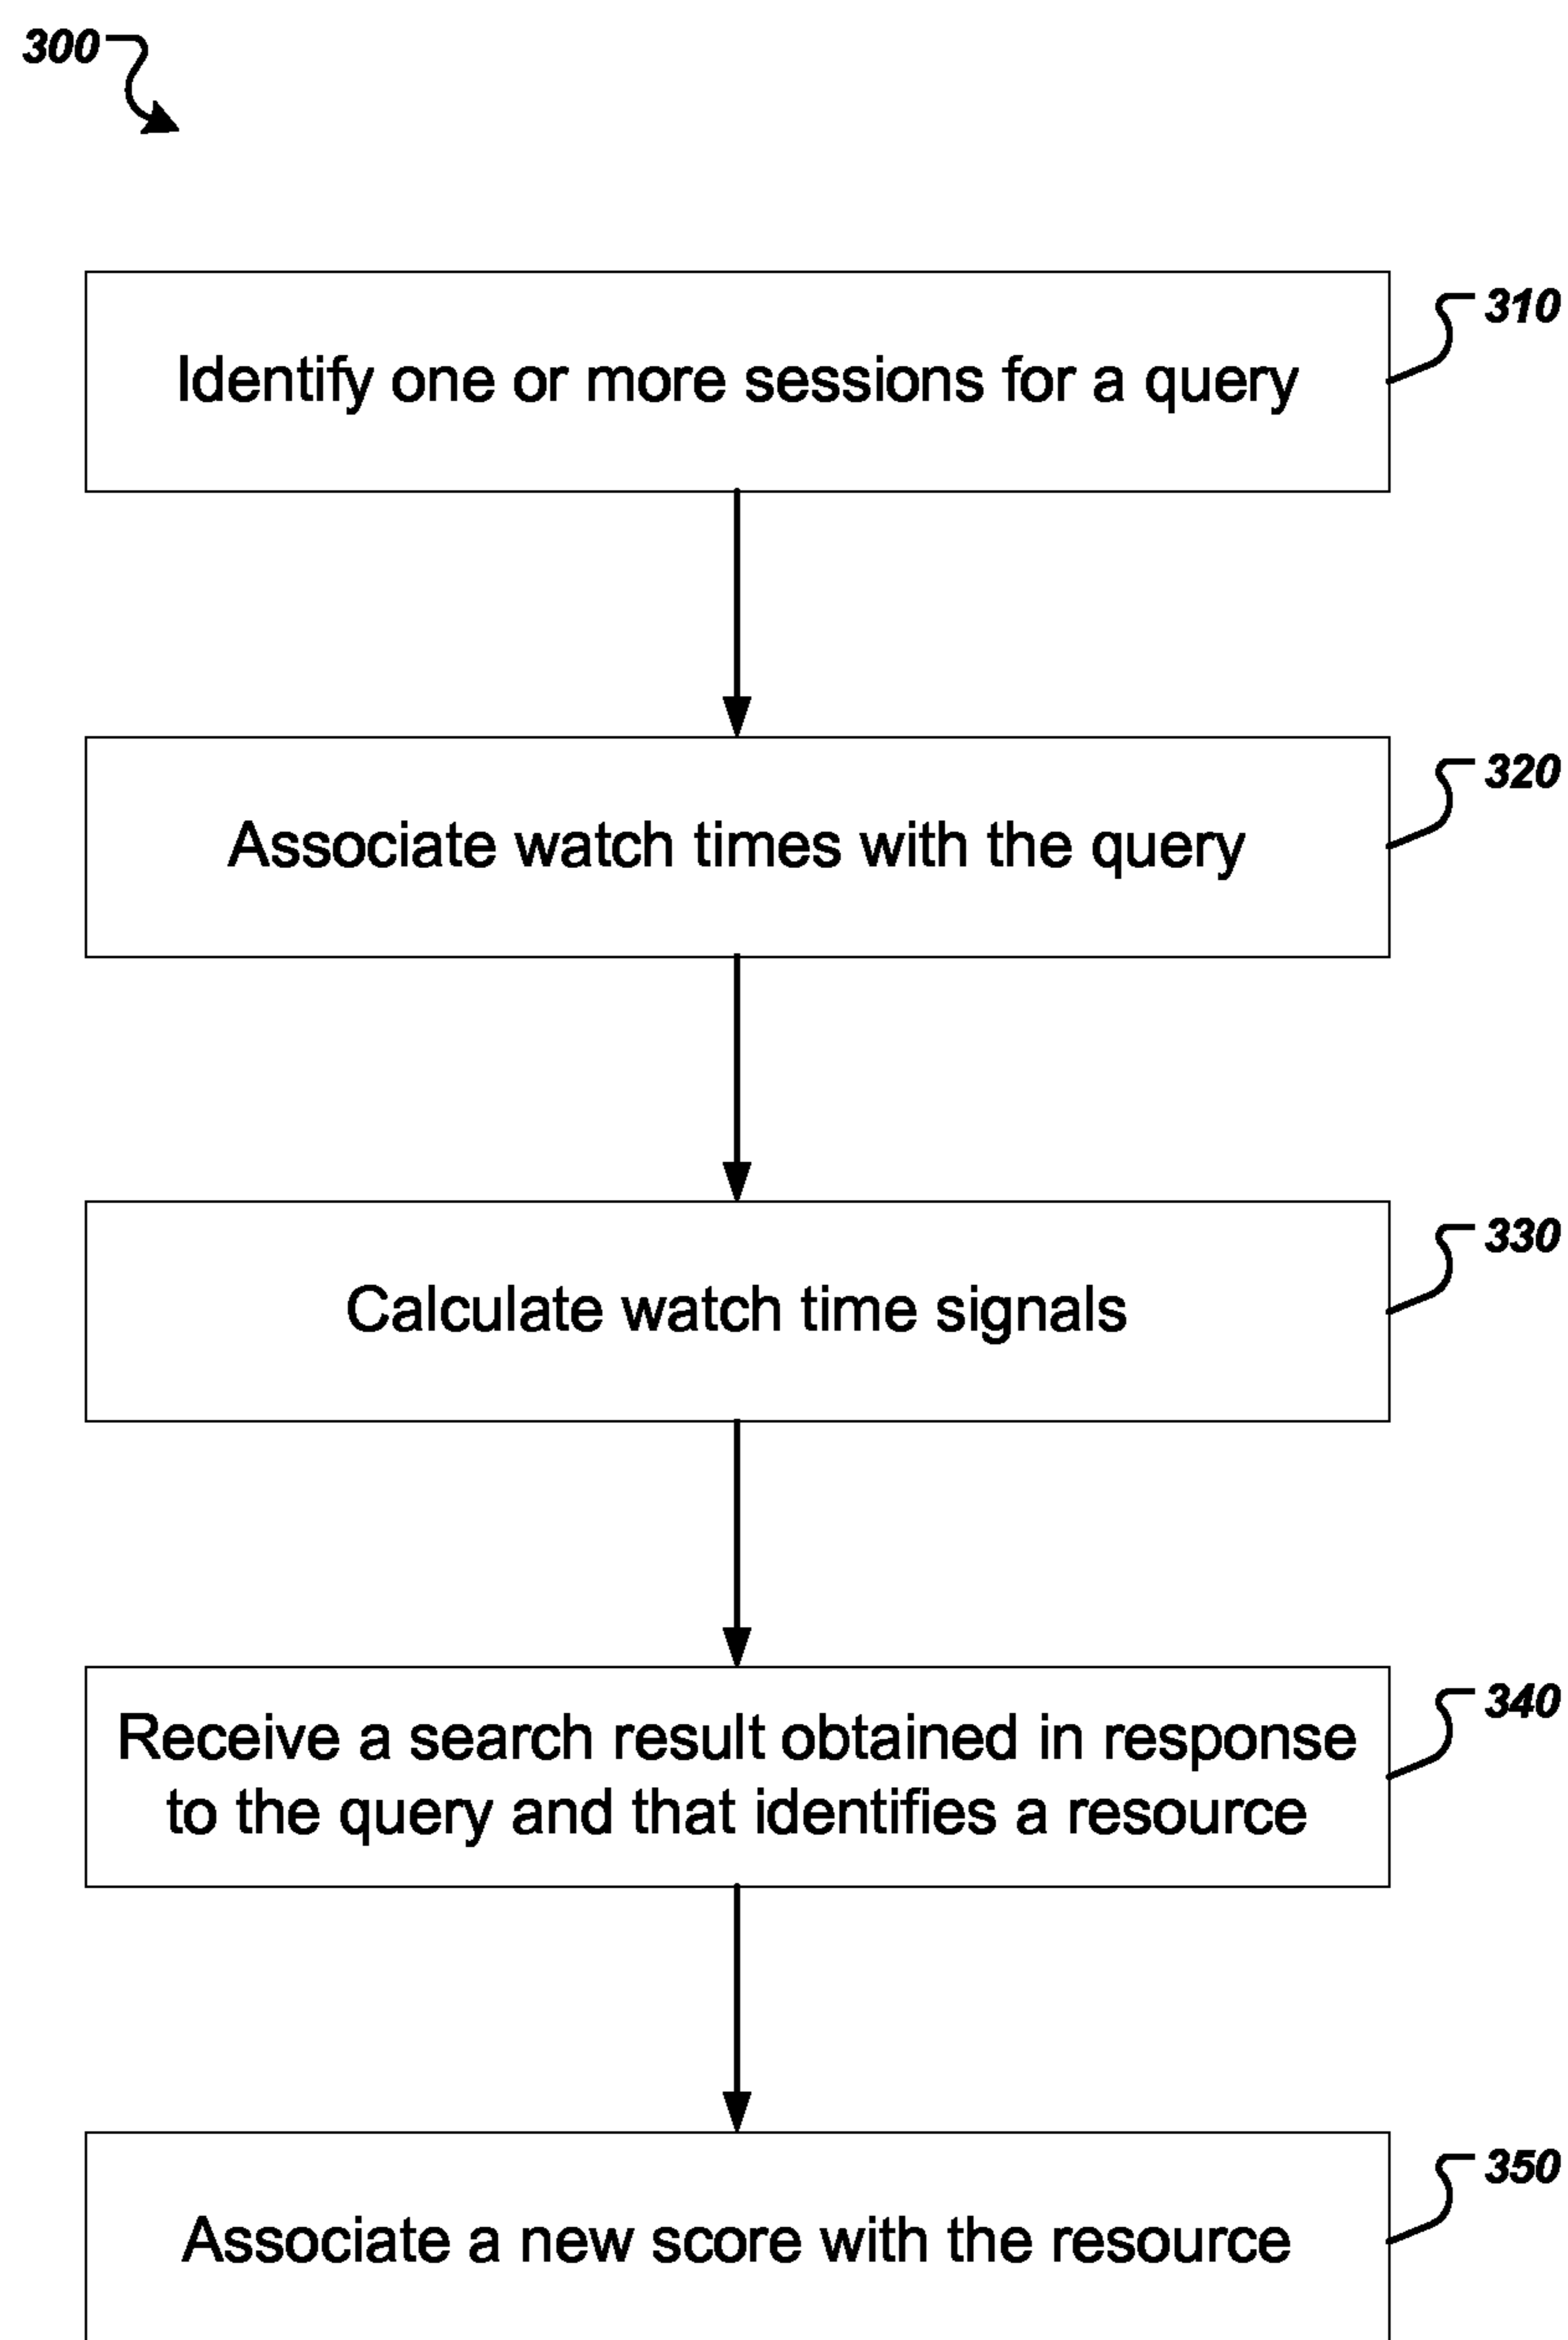 300
Identify one or more sessions for a query
310
Associate watch times with the query
320
Calculate watch time signals
330
Receive a search result obtained in response
to the query and that identifies a resource
340
Associate a new score with the resource
350